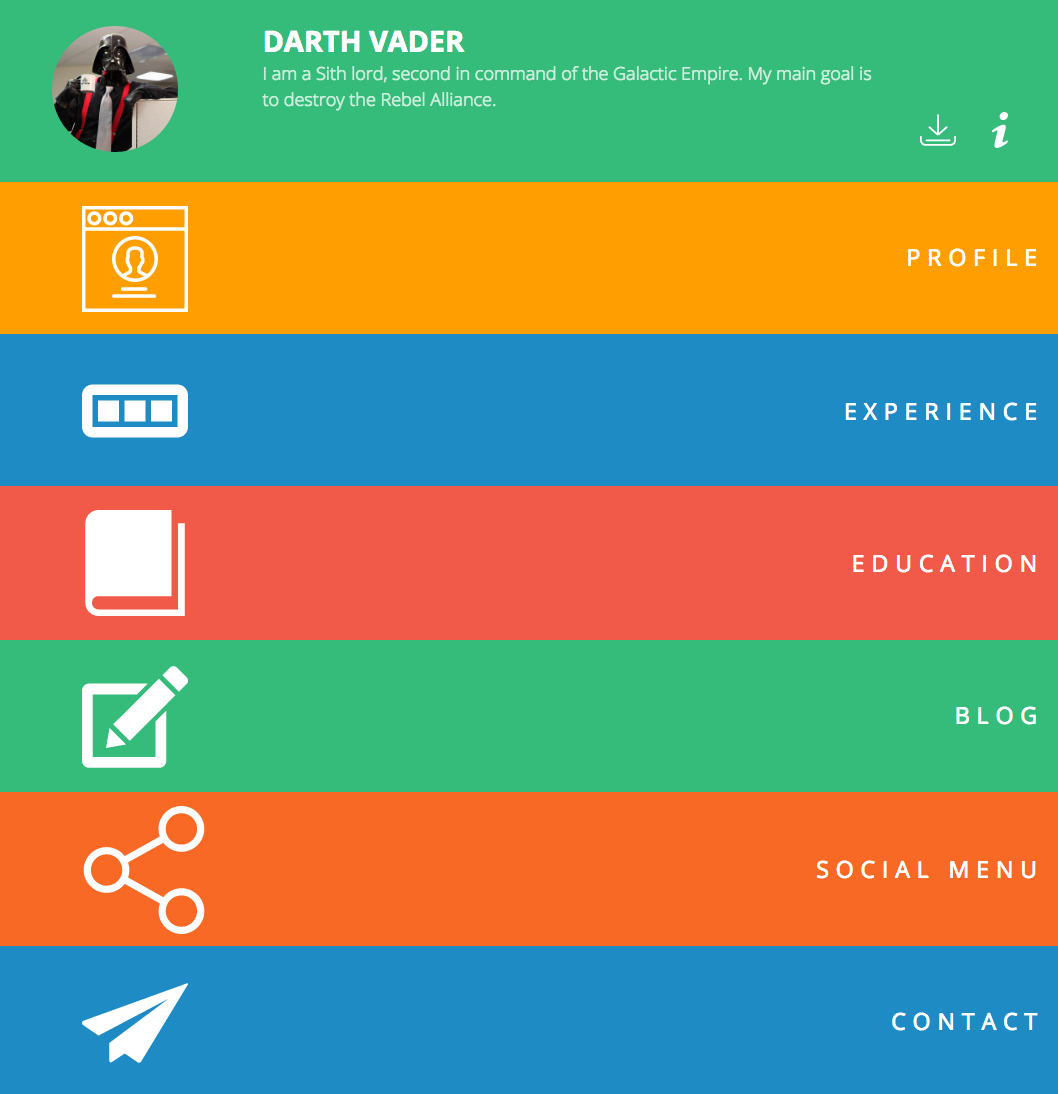 DARTH VADER
I am a Sith lord, second in command of the Galactic Empire. My main goal is
to destroy the Rebel Alliance.
PROFILE
EXPERIENCE
EDUCATION
BLOG
SOCIAL MENU
CONTACT